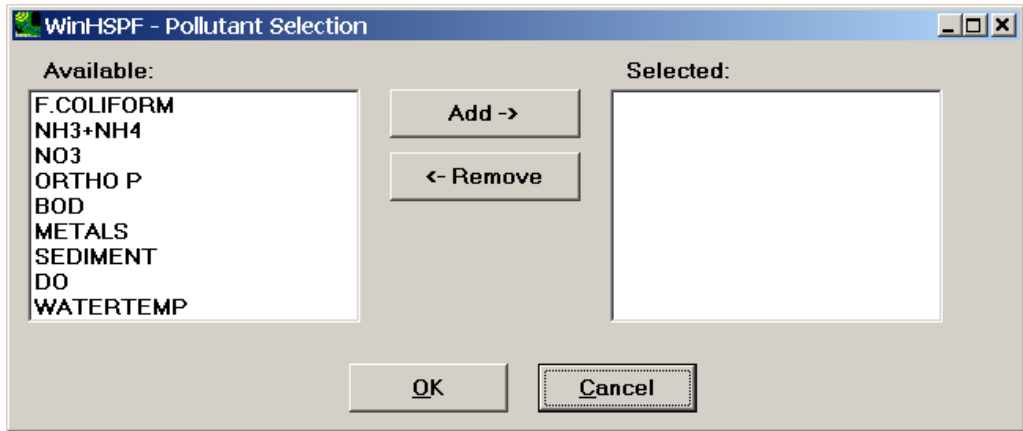 WinHSPF - Pollutant Selection
Available:
F.COLIFORM
NH3+NH4
NO3
ORTHO P
BOD
METALS
SEDIMENT
DO
WATERTEMP
Add ->
<- Remove
Selected:
OK
Cancel